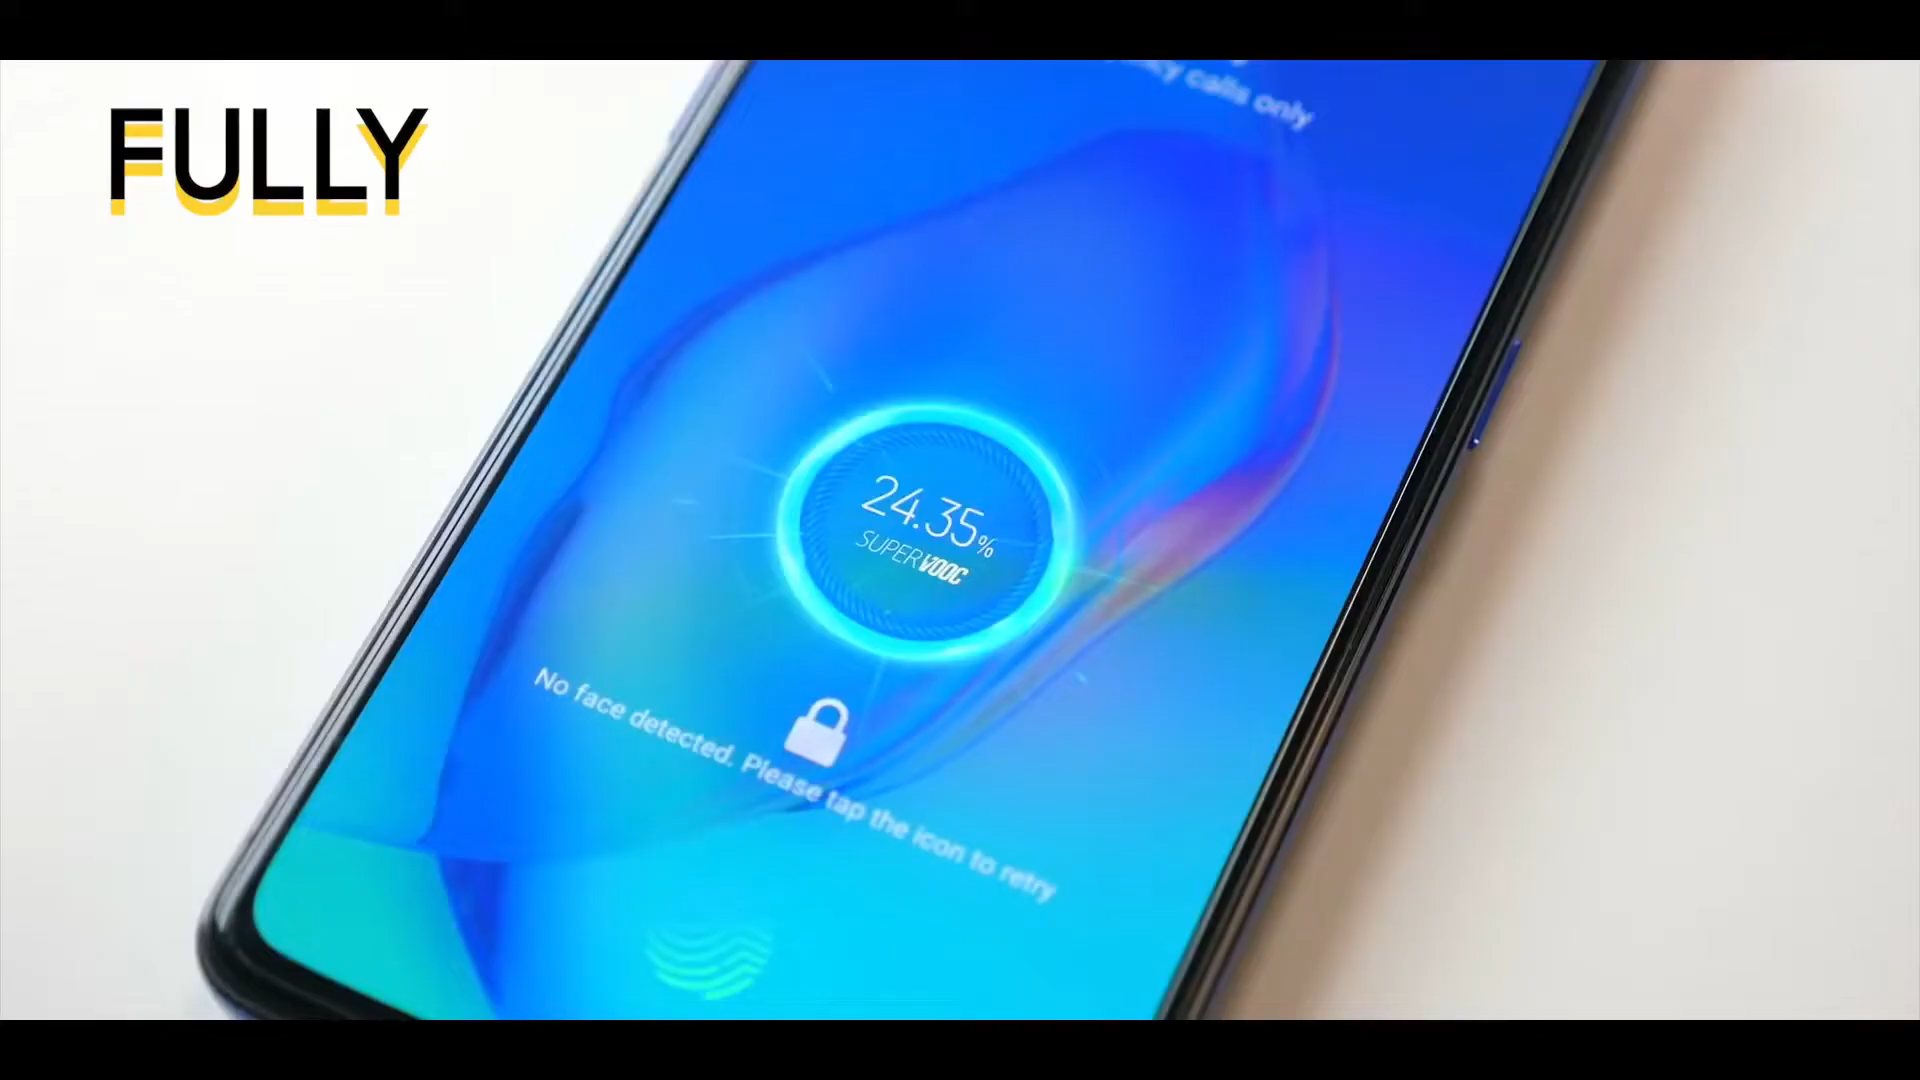 FULLY
calls only
24.35%
SUPERVOOC
No face detected. Please tap the icon to retry